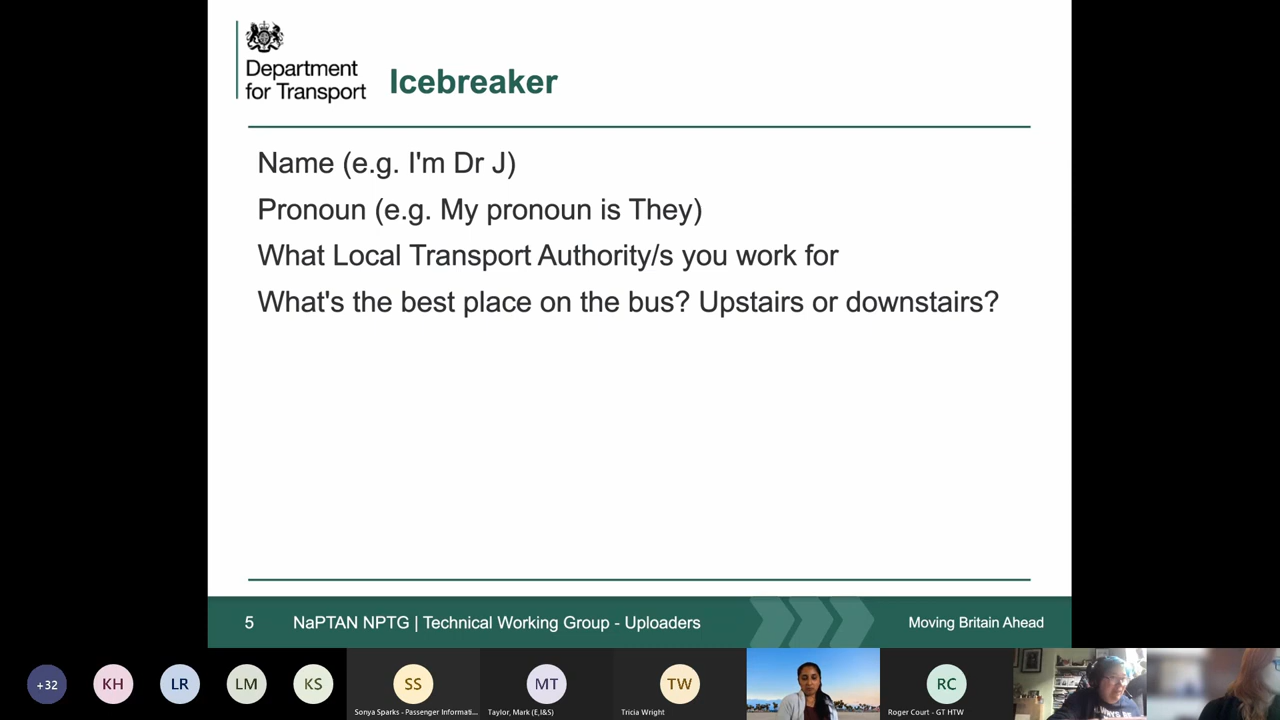 Department
for Transport
Icebreaker
Name (e.g. I'm Dr J)
Pronoun (e.g. My pronoun is They)
What Local Transport Authority/s you work for
What's the best place on the bus? Upstairs or downstairs?
5 NaPTAN NPTG | Technical Working Group - Uploaders Moving Britain Ahead
+32 KH LR LM KS SS MT TW RC
Sonya Sparks - Passenger Informati... Taylor, Mark (E,I&S) Tricia Wright Roger Court - GT HTW